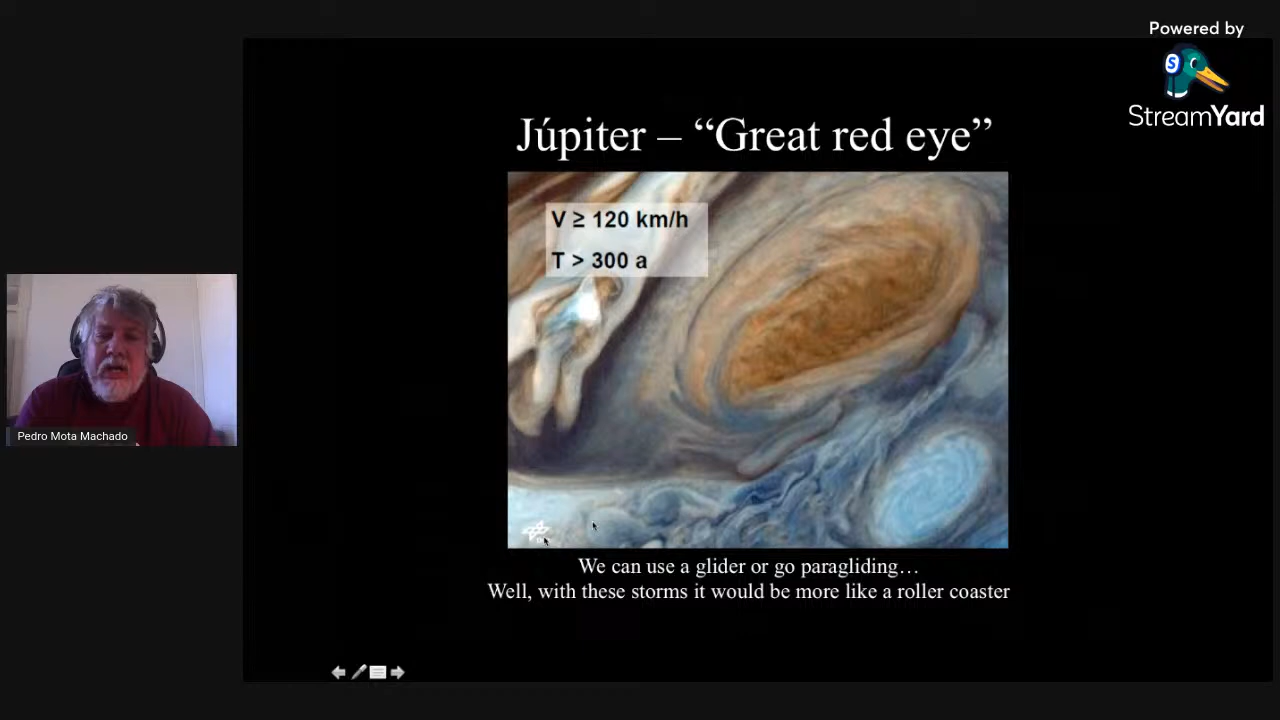 Powered by
S
StreamYard
Júpiter – “Great red eye”
V ≥ 120 km/h
T > 300 a
Pedro Mota Machado
We can use a glider or go paragliding…
Well, with these storms it would be more like a roller coaster